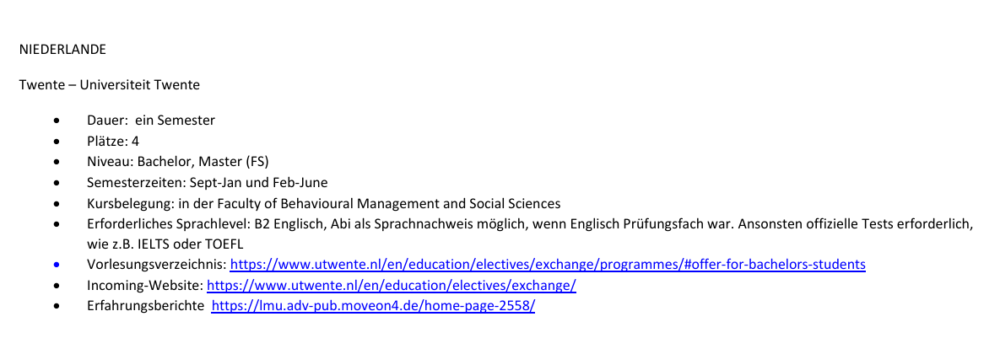 NIEDERLANDE
Twente – Universiteit Twente
• Dauer:  ein Semester
• Plätze: 4
• Niveau: Bachelor, Master (FS)
• Semesterzeiten: Sept-Jan und Feb-June
• Kursbelegung: in der Faculty of Behavioural Management and Social Sciences
• Erforderliches Sprachlevel: B2 Englisch, Abi als Sprachnachweis möglich, wenn Englisch Prüfungsfach war. Ansonsten offizielle Tests erforderlich,
wie z.B. IELTS oder TOEFL
• Vorlesungsverzeichnis: https://www.utwente.nl/en/education/electives/exchange/programmes/#offer-for-bachelors-students
• Incoming-Website: https://www.utwente.nl/en/education/electives/exchange/
• Erfahrungsberichte  https://lmu.adv-pub.moveon4.de/home-page-2558/